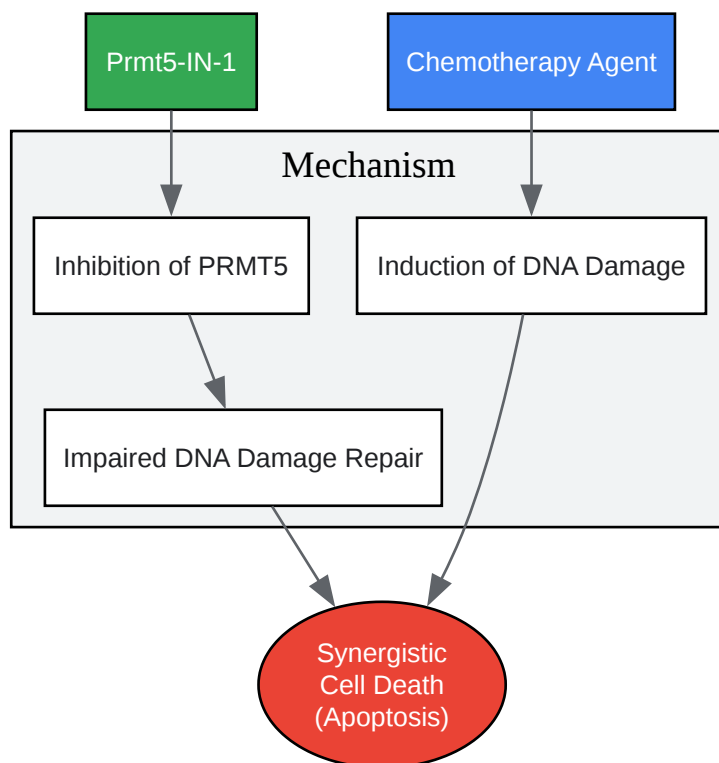 Prmt5-IN-1
Chemotherapy Agent
Mechanism
Inhibition of PRMT5
Induction of DNA Damage
Impaired DNA Damage Repair
Synergistic
Cell Death
(Apoptosis)